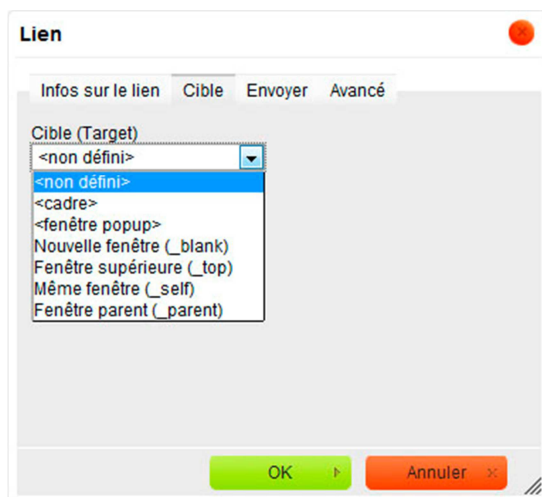 Lien
Infos sur le lien Cible Envoyer Avancé
Cible (Target)
<non défini>
<non défini>
<cadre>
<fenêtre popup>
Nouvelle fenêtre (_blank)
Fenêtre supérieure (_top)
Même fenêtre (_self)
Fenêtre parent (_parent)
OK Annuler